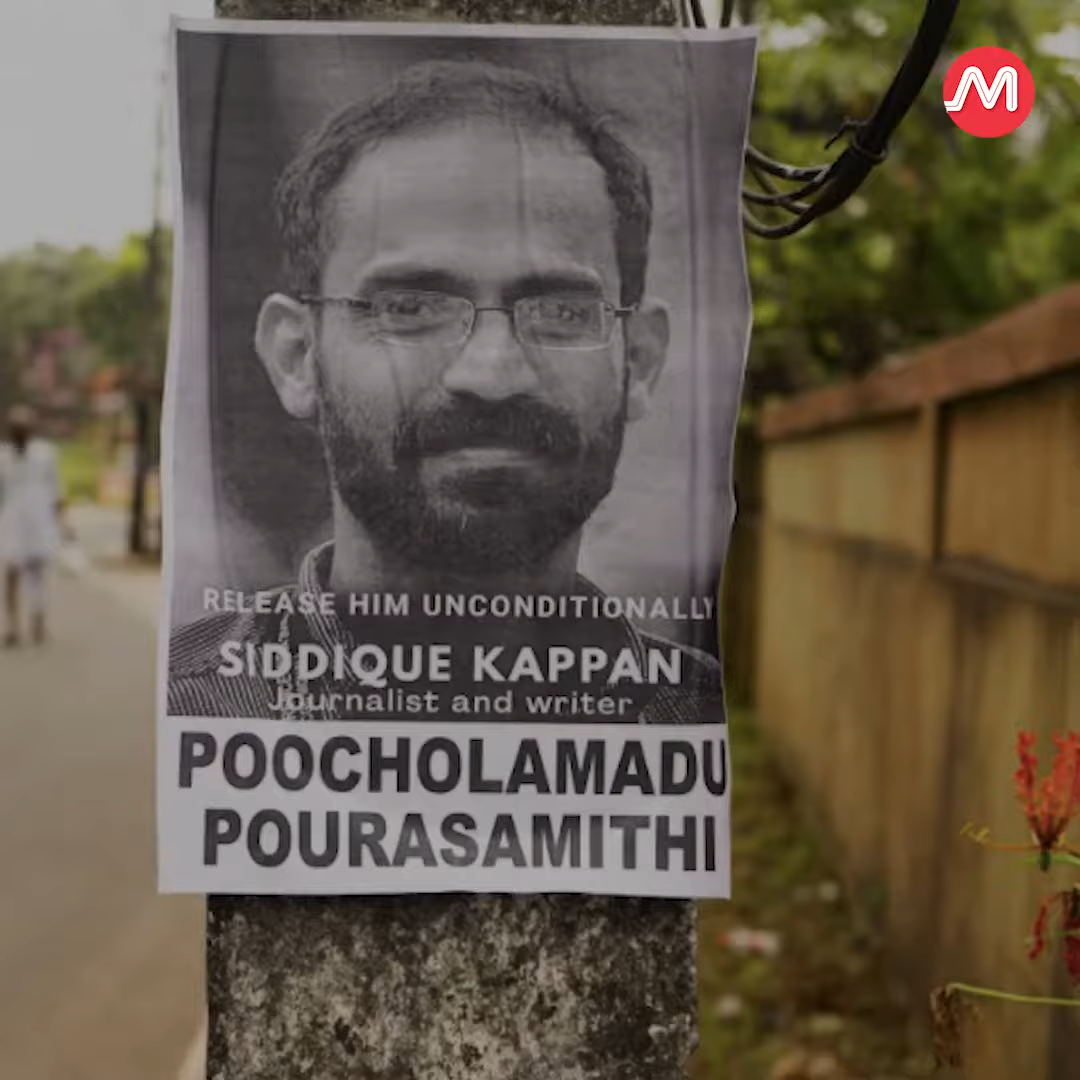 M
RELEASE HIM UNCONDITIONALLY
SIDDIQUE KAPPAN
Journalist and writer
POOCHOLAMADU
POURASAMITHI